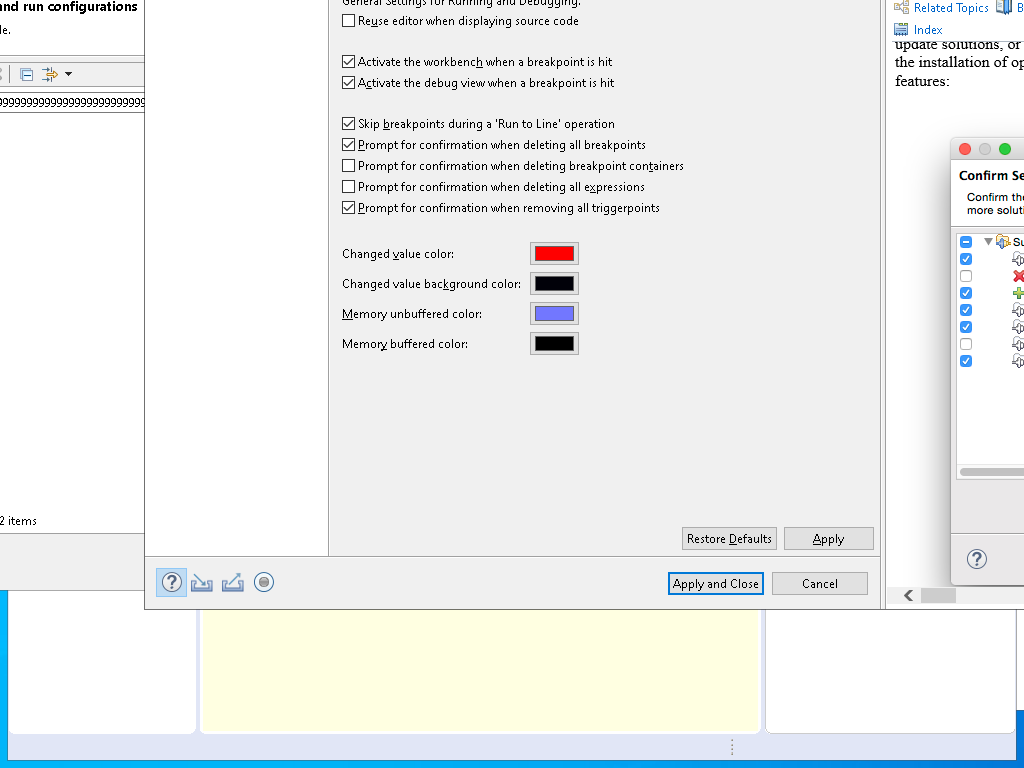 and run configurations
le.
999999999999999999999999999
2 items
General Settings for Running and Debugging.
Reuse editor when displaying source code
Activate the workbench when a breakpoint is hit
Activate the debug view when a breakpoint is hit
Skip breakpoints during a 'Run to Line' operation
Prompt for confirmation when deleting all breakpoints
Prompt for confirmation when deleting breakpoint containers
Prompt for confirmation when deleting all expressions
Prompt for confirmation when removing all triggerpoints
Changed value color:
Changed value background color:
Memory unbuffered color:
Memory buffered color:
Restore Defaults
Apply
Apply and Close
Cancel
Related Topics
B
Index
update solutions, or
the installation of op
features:
Confirm Se
Confirm the
more soluti
Su